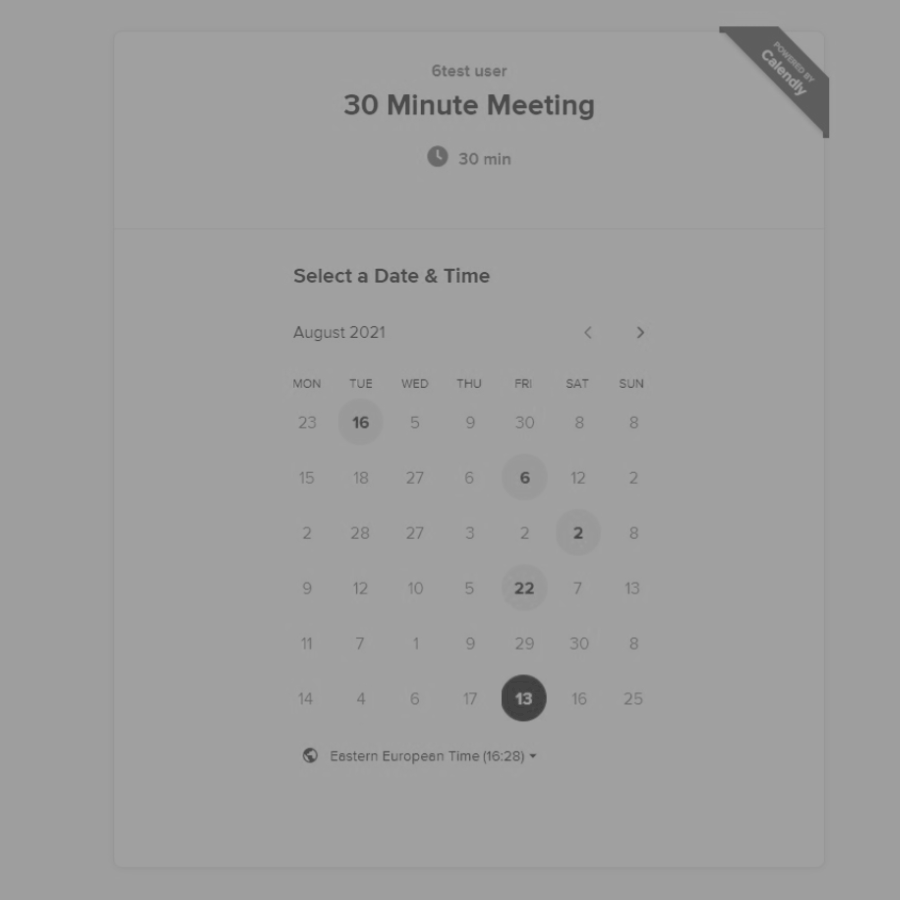 POWERED BY
Calendly
6test user
30 Minute Meeting
30 min
Select a Date & Time
August 2021
MON TUE WED THU FRI SAT SUN
23 16 5 9 30 8 8
15 18 27 6 6 12 2
2 28 27 3 2 2 8
9 12 10 5 22 7 13
11 7 1 9 29 30 8
14 4 6 17 13 16 25
Eastern European Time (16:28)